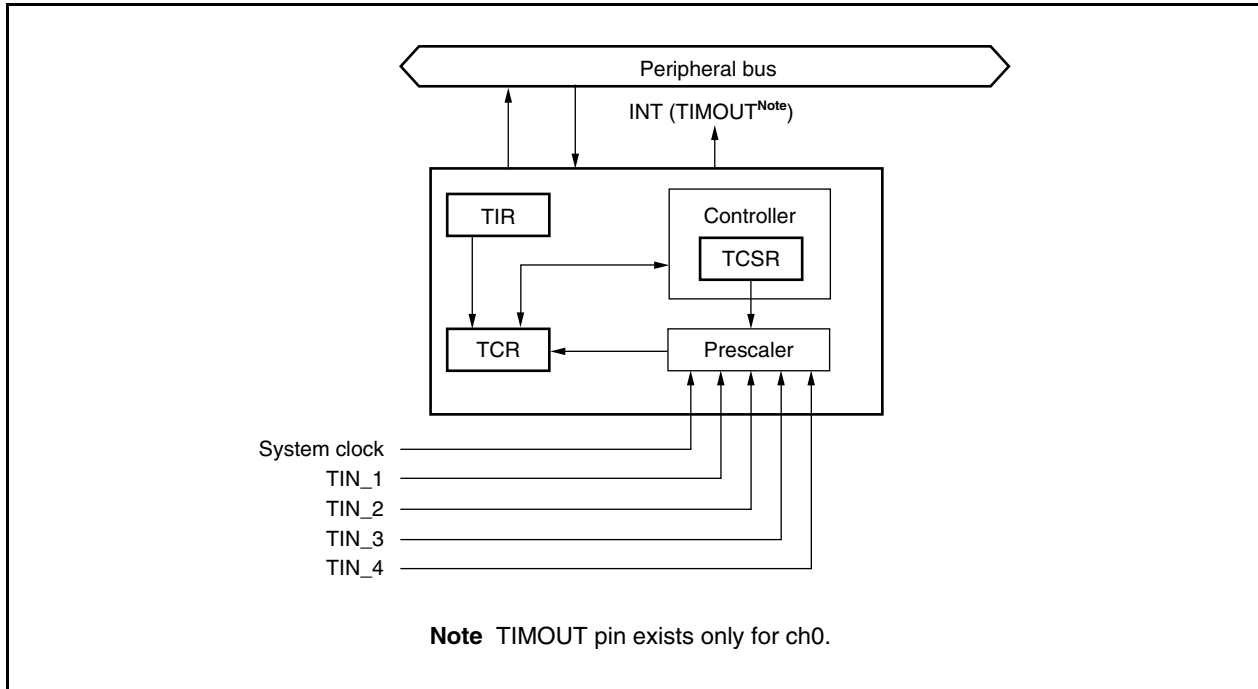 Peripheral bus
INT (TIMOUTNote)
TIR
Controller
TCSR
TCR
Prescaler
System clock
TIN_1
TIN_2
TIN_3
TIN_4
Note TIMOUT pin exists only for ch0.